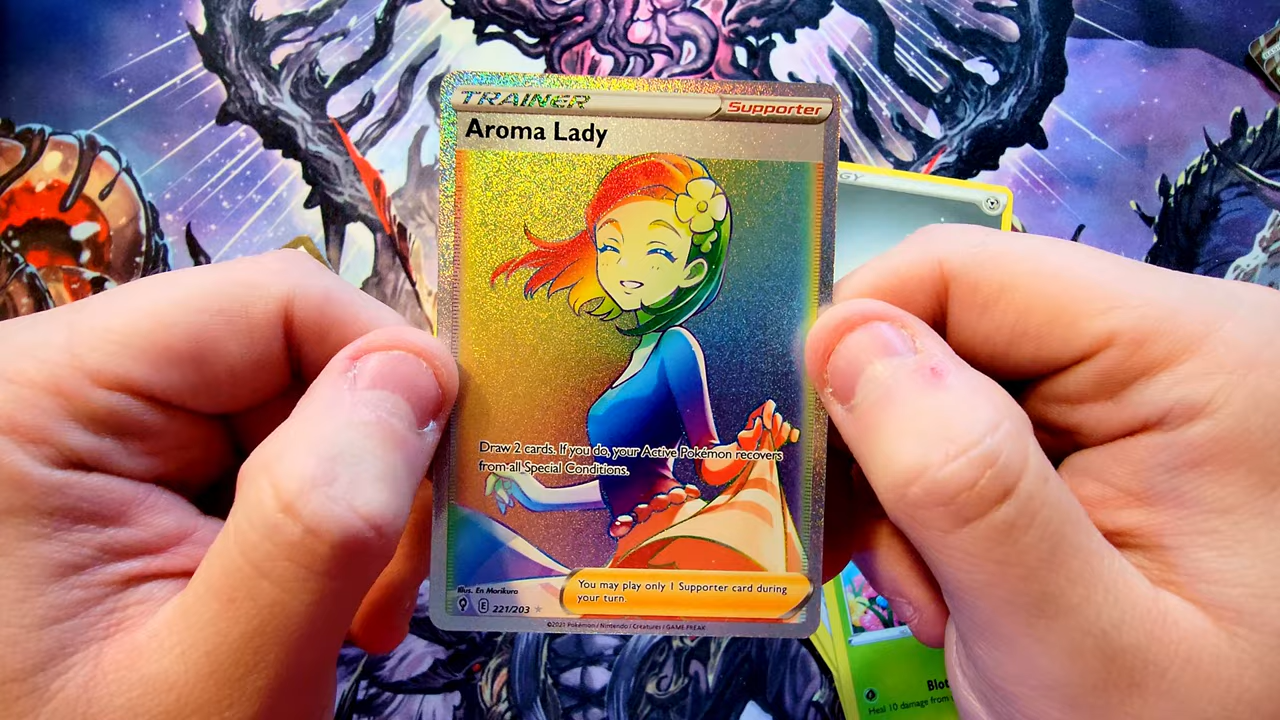 TRAINER
Supporter
Aroma Lady
GY
Draw 2 cards. If you do, your Active Pokémon recovers
from all Special Conditions.
You may play only 1 Supporter card during
your turn.
Illus. En Morikura
E 221/203
©2021 Pokémon / Nintendo / Creatures / GAME FREAK
Blot
Heal 10 damage from